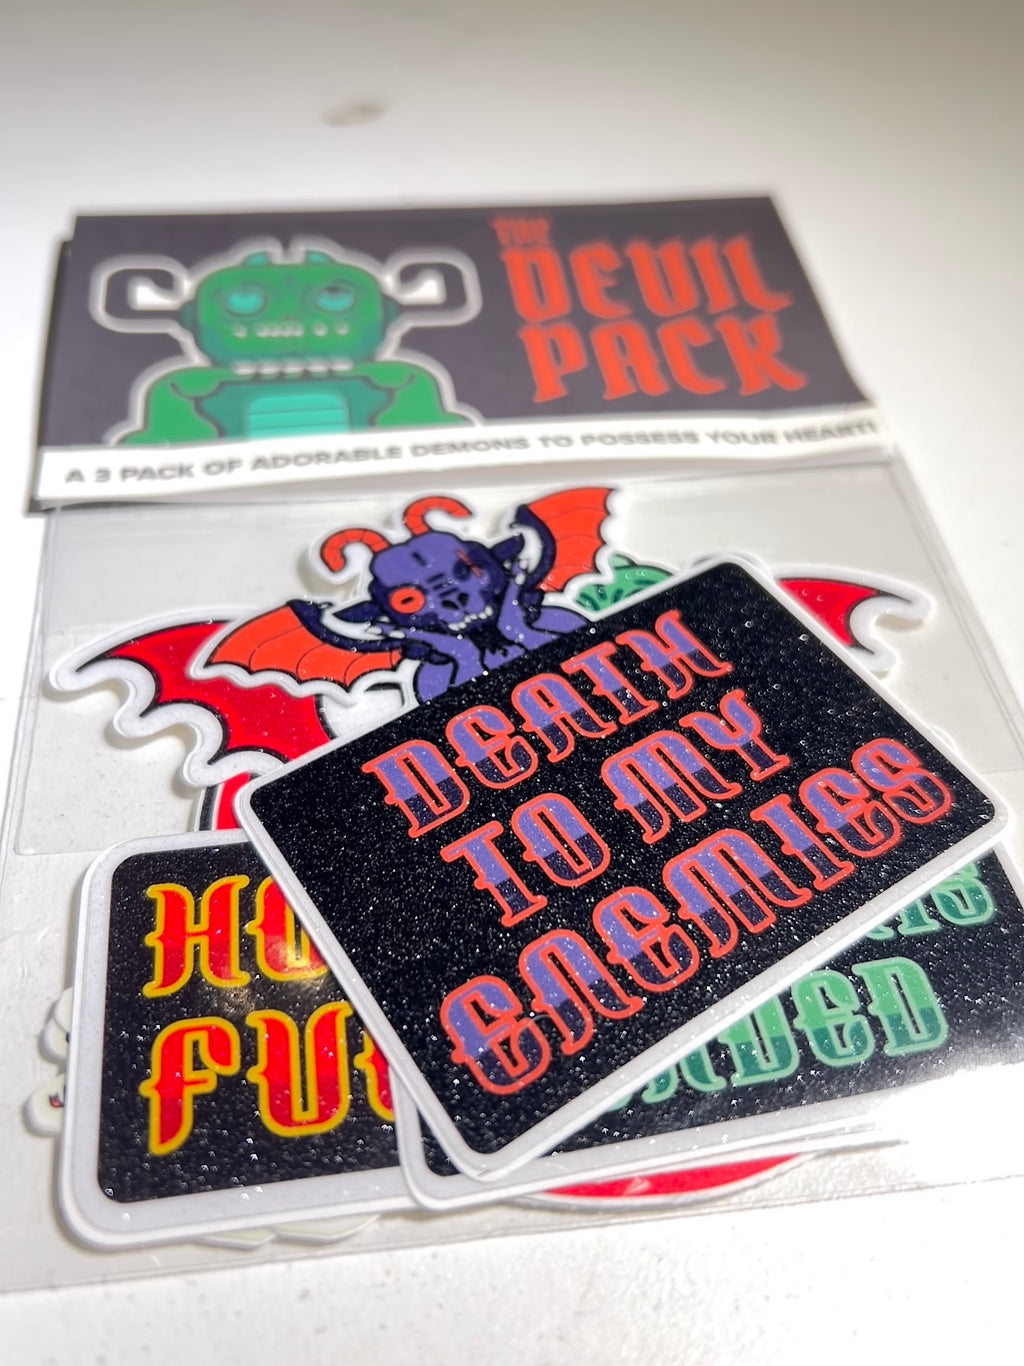 THE
DEVIL
PACK
A 3 PACK OF ADORABLE DEMONS TO POSSESS YOUR HEART!
DEATH
TO MY
ENEMIES